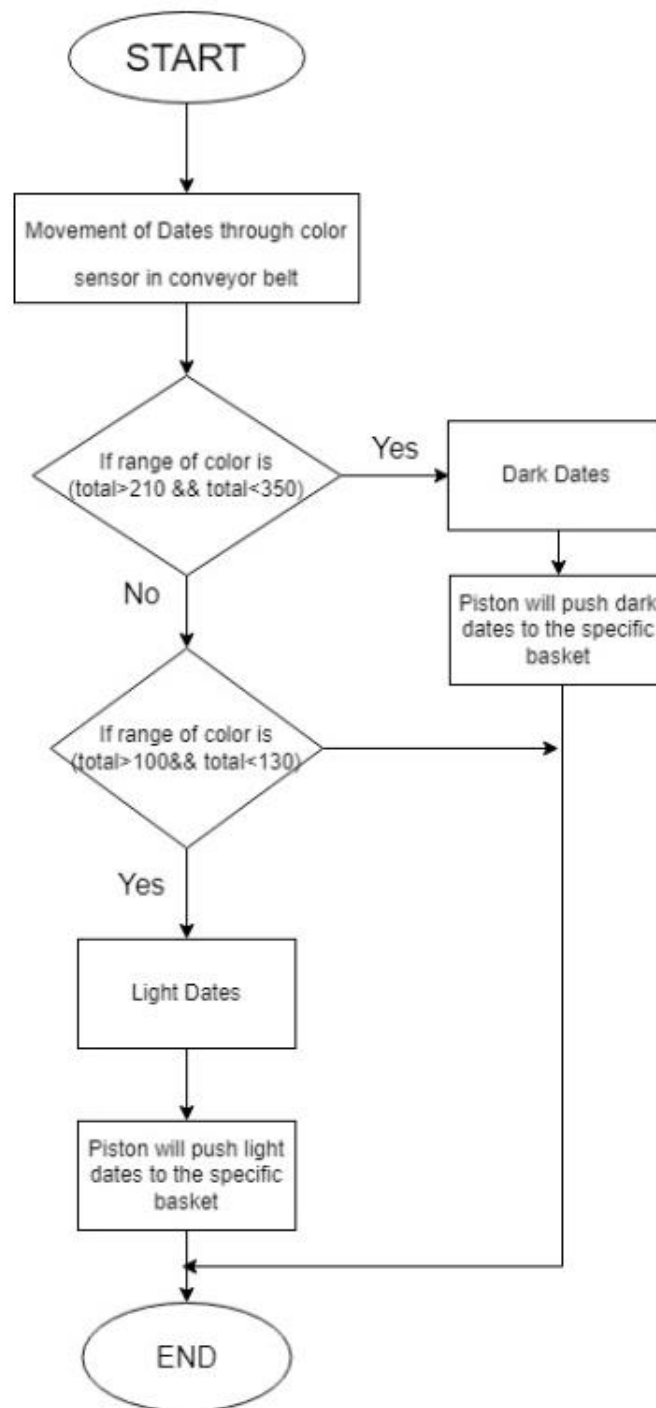 START
Movement of Dates through color
sensor in conveyor belt
If range of color is
(total>210 && total<350)
Yes
Dark Dates
Piston will push dark
dates to the specific
basket
No
If range of color is
(total>100&& total<130)
Yes
Light Dates
Piston will push light
dates to the specific
basket
END